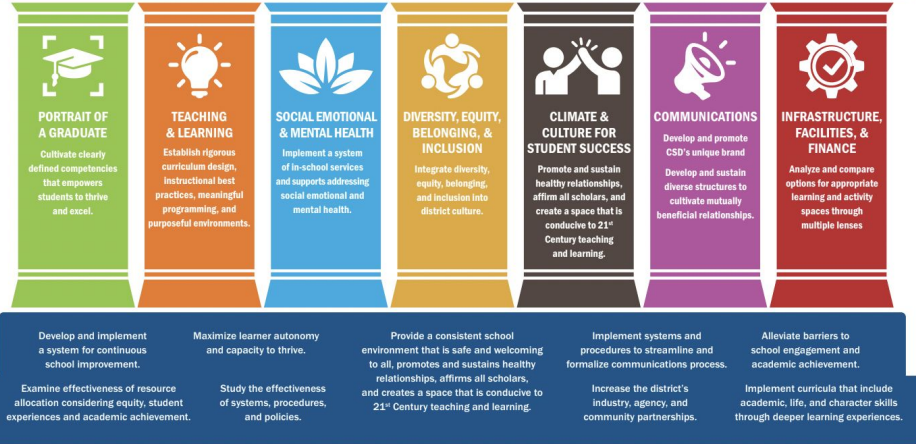 PORTRAIT OF
A GRADUATE
Cultivate clearly
defined competencies
that empowers
students to thrive
and excel.
TEACHING
& LEARNING
Establish rigorous
curriculum design,
instructional best
practices, meaningful
programming, and
purposeful environments.
SOCIAL EMOTIONAL
& MENTAL HEALTH
Implement a system
of in-school services
and supports addressing
social emotional and
mental health.
DIVERSITY, EQUITY,
BELONGING, &
INCLUSION
Integrate diversity,
equity, belonging,
and inclusion into
district culture.
CLIMATE &
CULTURE FOR
STUDENT SUCCESS
Promote and sustain
healthy relationships,
affirm all scholars, and
create a space that is
conducive to 21st
Century teaching
and learning.
COMMUNICATIONS
Develop and promote
CSD's unique brand
Develop and sustain
diverse structures to
cultivate mutually
beneficial relationships.
INFRASTRUCTURE,
FACILITIES, &
FINANCE
Analyze and compare
options for appropriate
learning and activity
spaces through
multiple lenses
Develop and implement
a system for continuous
school improvement.
Examine effectiveness of resource
allocation considering equity, student
experiences and academic achievement.
Maximize learner autonomy
and capacity to thrive.
Study the effectiveness
of systems, procedures,
and policies.
Provide a consistent school
environment that is safe and welcoming
to all, promotes and sustains healthy
relationships, affirms all scholars,
and creates a space that is conducive to
21st Century teaching and learning.
Implement systems and
procedures to streamline and
formalize communications process.
Increase the district's
industry, agency, and
community partnerships.
Alleviate barriers to
school engagement and
academic achievement.
Implement curricula that include
academic, life, and character skills
through deeper learning experiences.